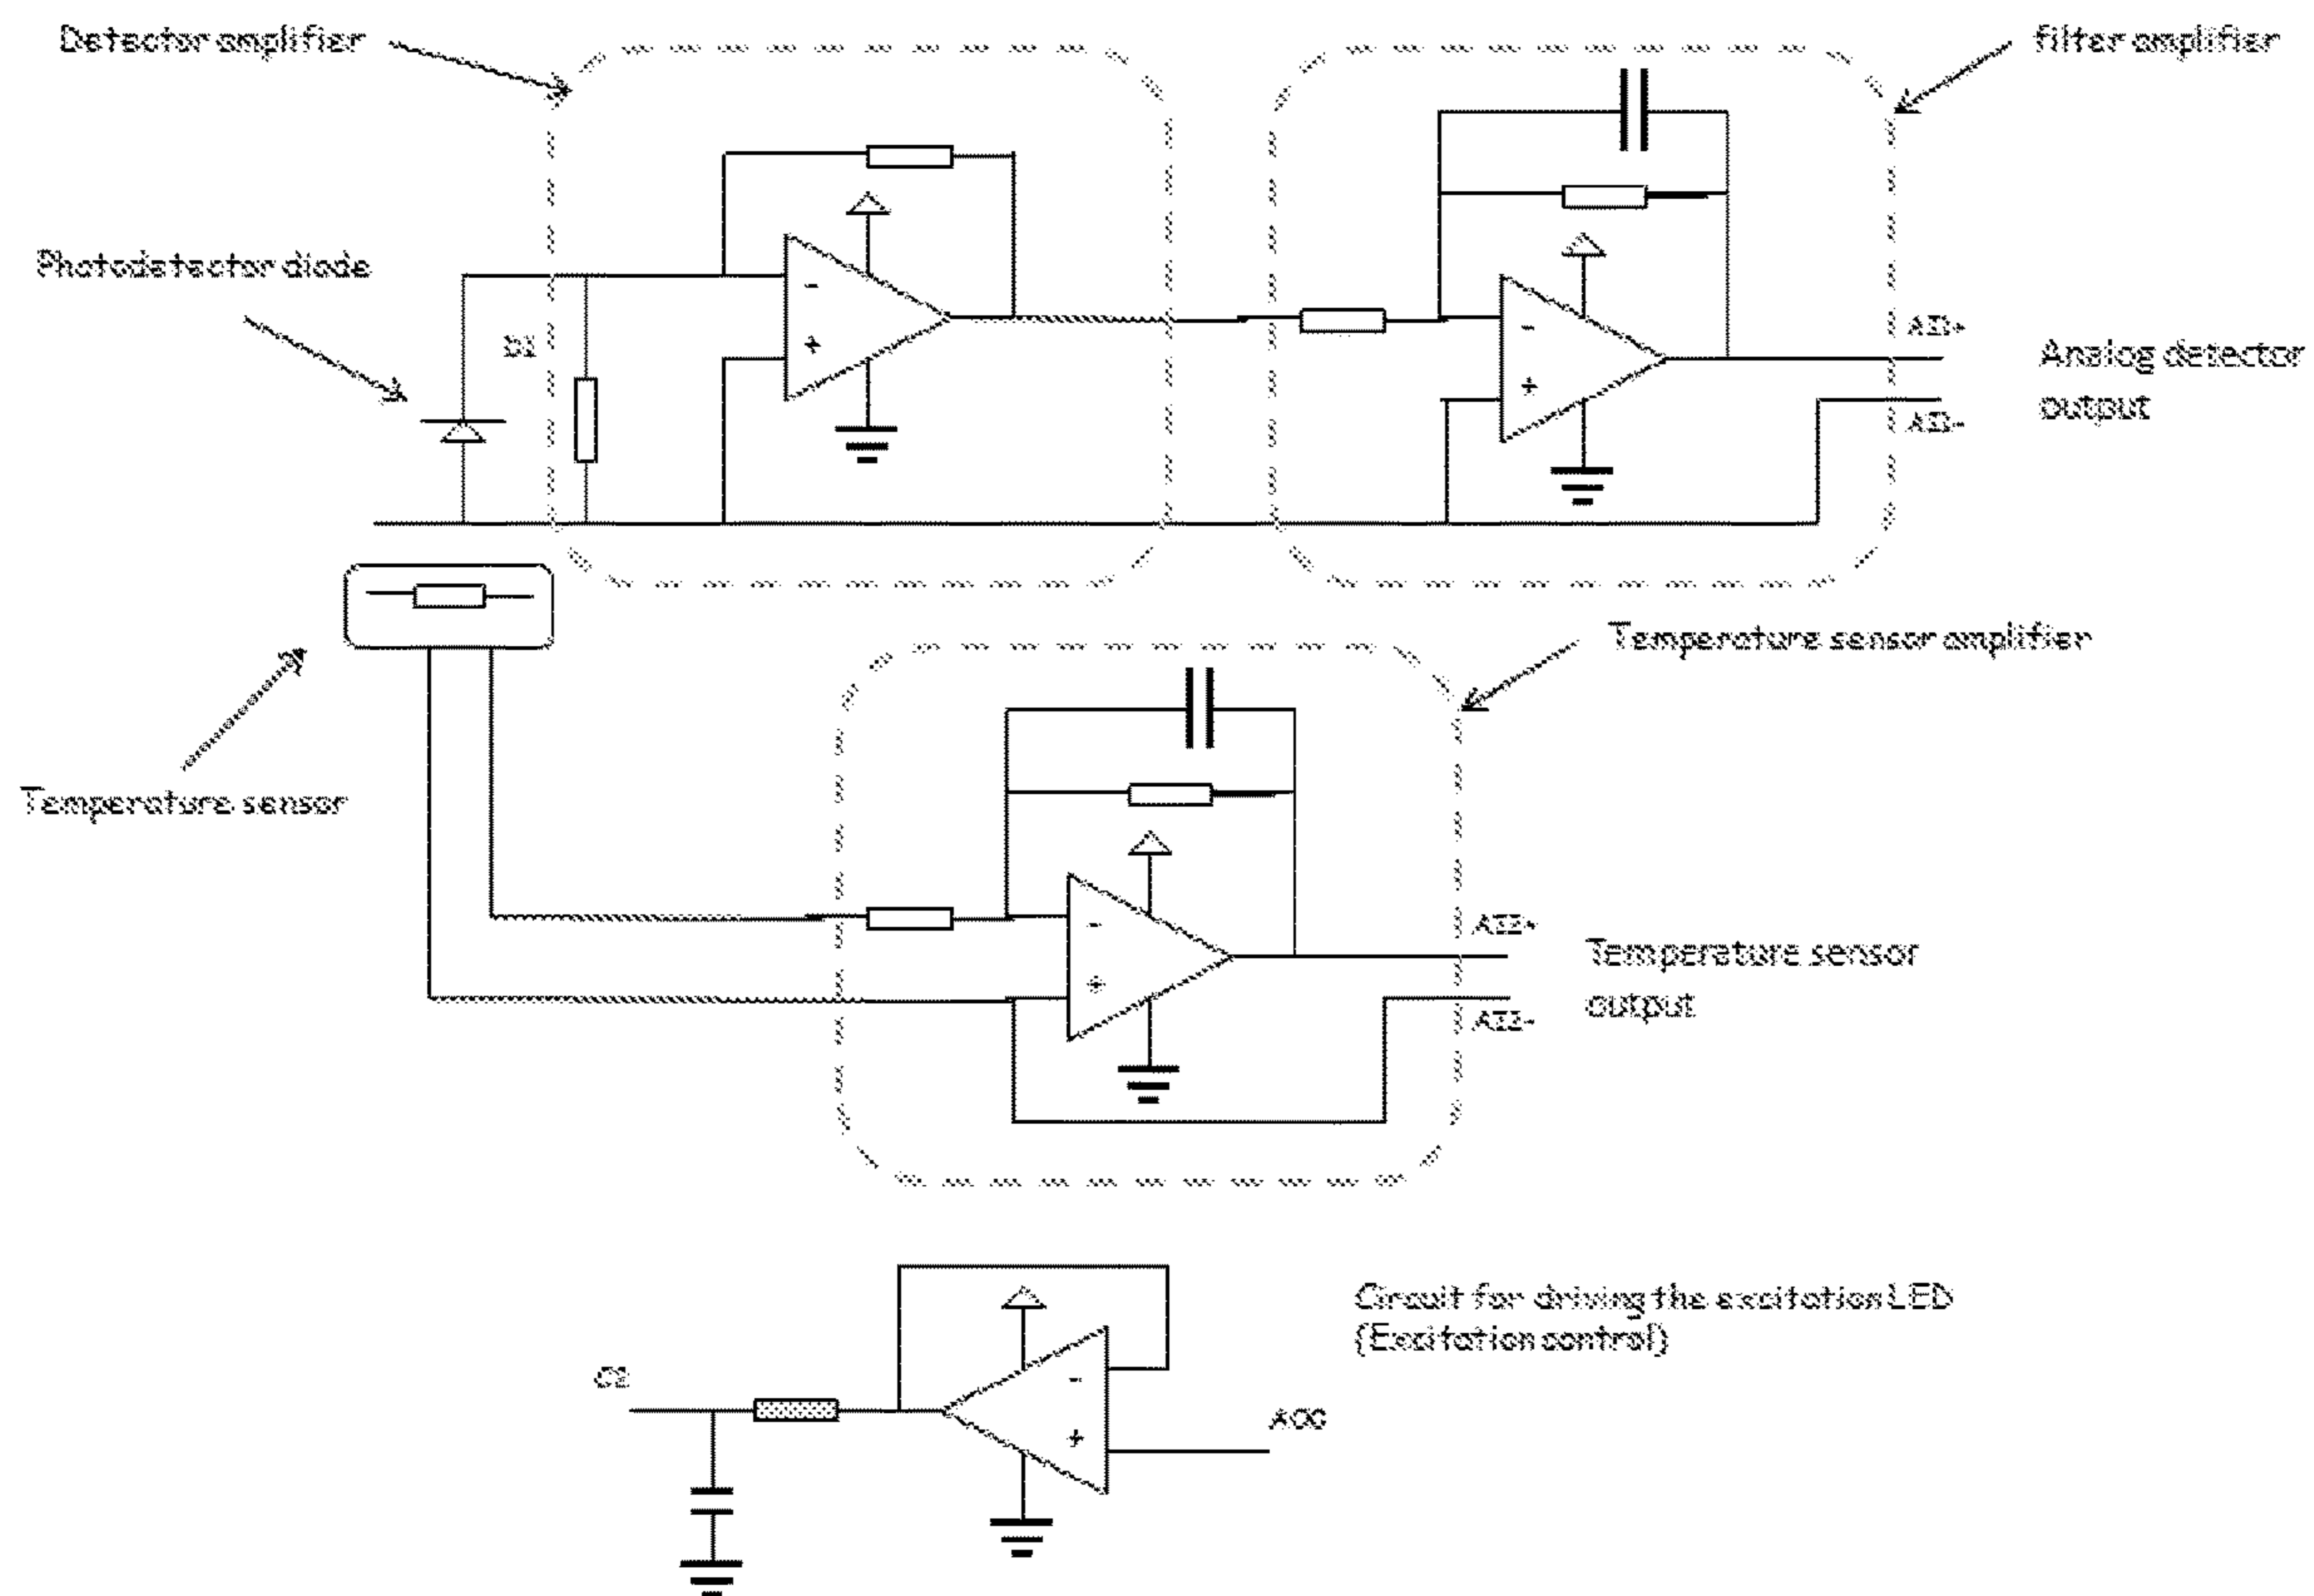 Detector amplifier
filter amplifier
Photodetector diode
D1
-
+
-
+
AI1+
Analog detector
output
AI1-
Temperature sensor amplifier
Temperature sensor
-
+
AI2+
Temperature sensor
output
AI2-
Circuit for driving the excitation LED
(Excitation control)
-
+
AO0